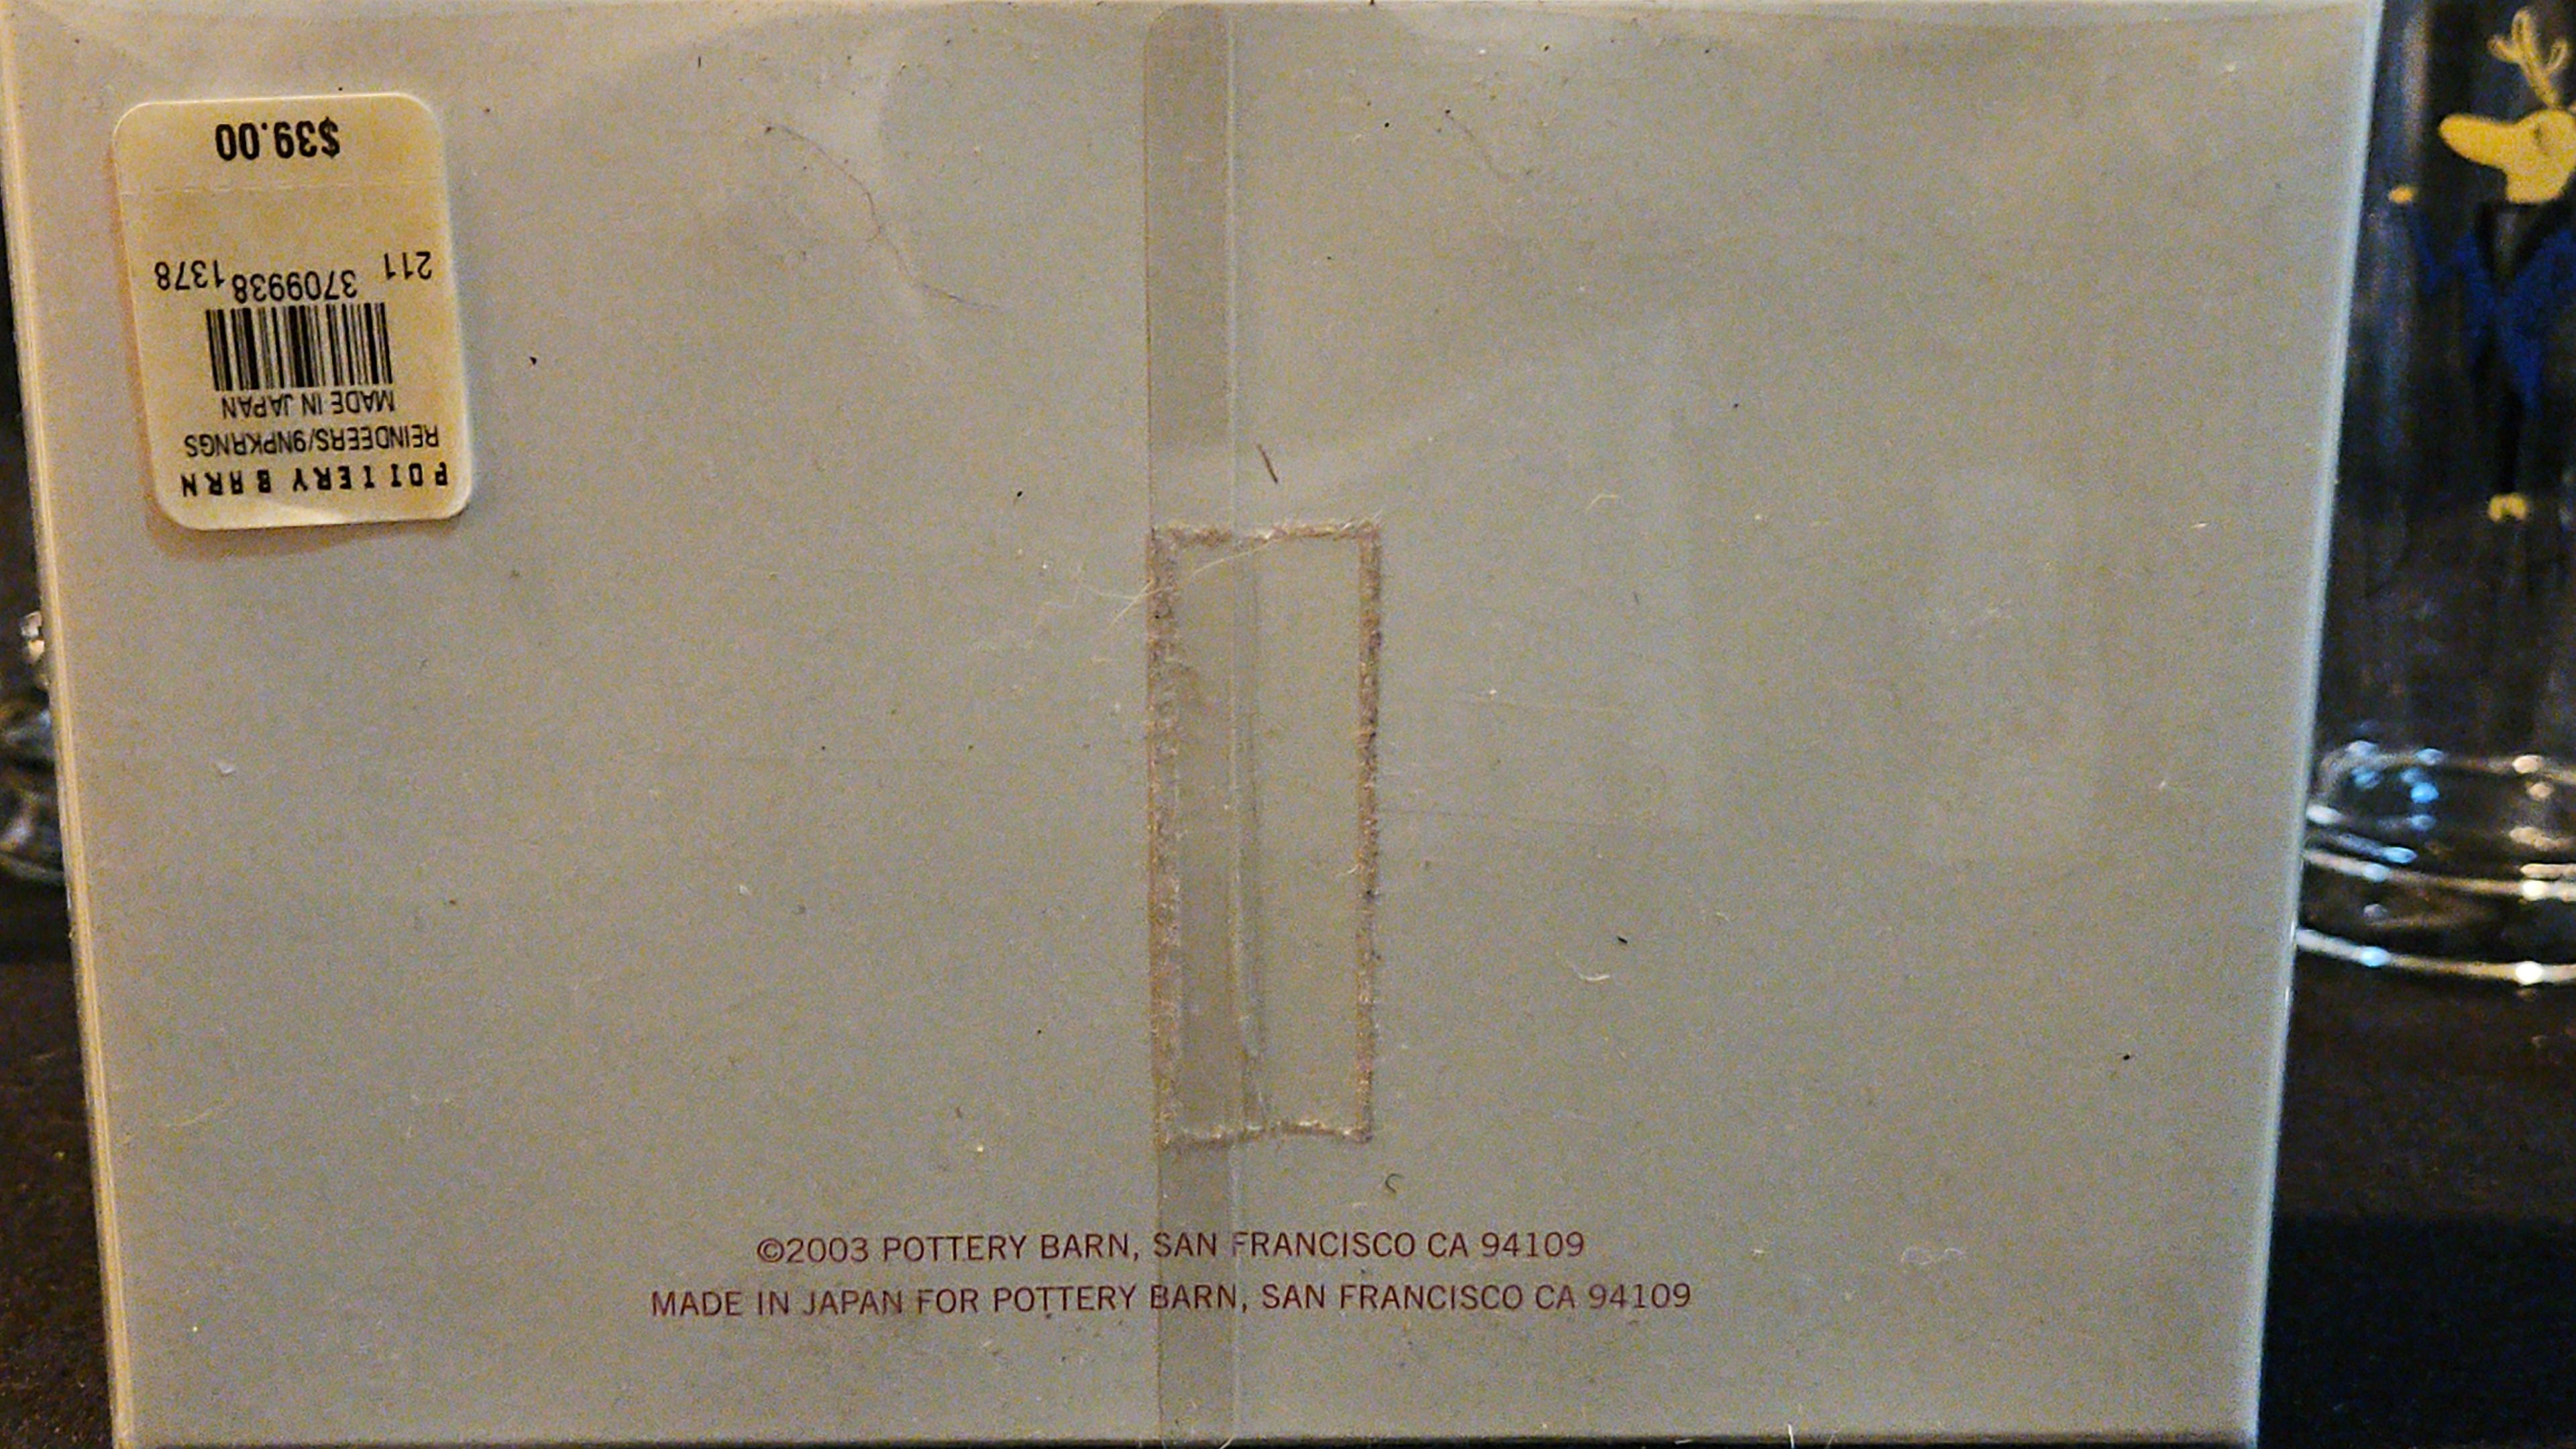 POTTERY BARN
REINDEERS/9NPKRNGS
MADE IN JAPAN
211 3709938 1378
$39.00
©2003 POTTERY BARN, SAN FRANCISCO CA 94109
MADE IN JAPAN FOR POTTERY BARN, SAN FRANCISCO CA 94109